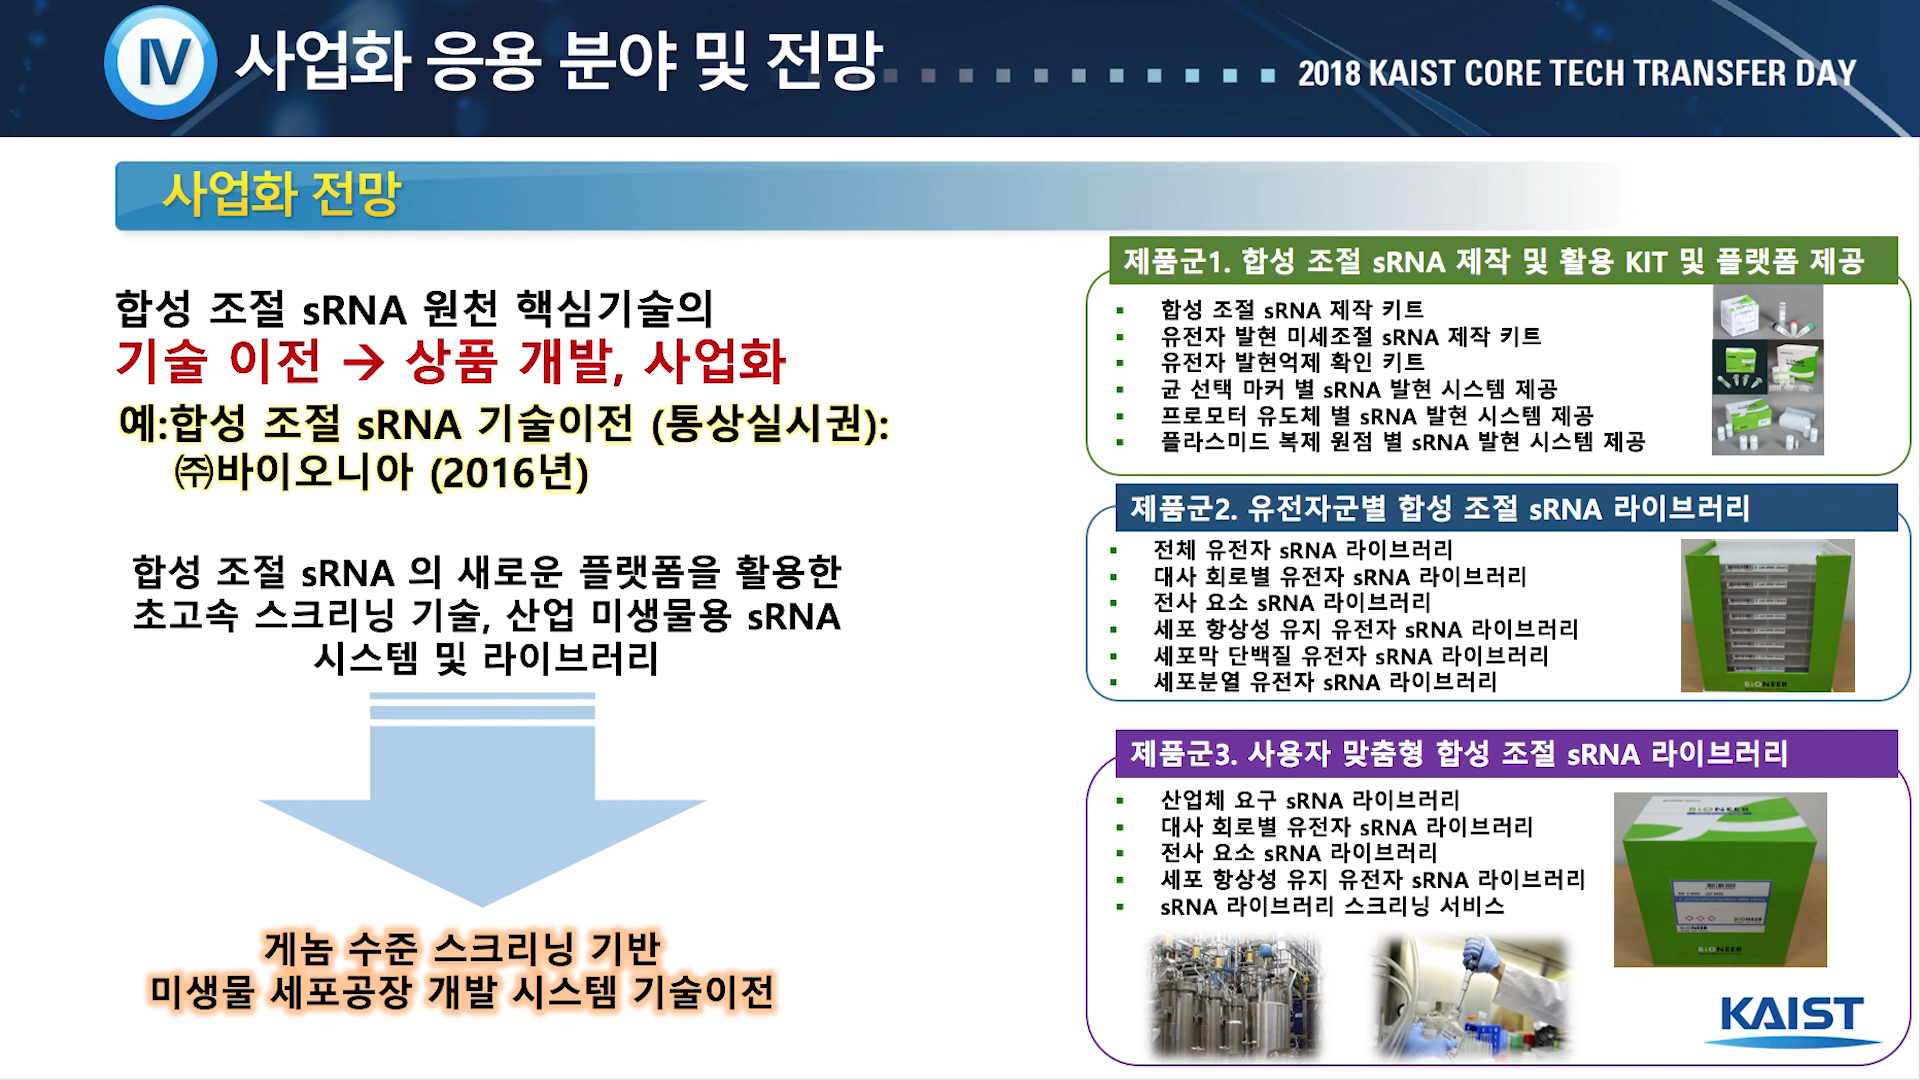 IV 사업화 응용 분야 및 전망
2018 KAIST CORE TECH TRANSFER DAY
사업화 전망
합성 조절 sRNA 원천 핵심기술의
기술 이전 → 상품 개발, 사업화
예:합성 조절 sRNA 기술이전 (통상실시권):
㈜바이오니아 (2016년)
합성 조절 sRNA 의 새로운 플랫폼을 활용한
초고속 스크리닝 기술, 산업 미생물용 sRNA
시스템 및 라이브러리
게놈 수준 스크리닝 기반
미생물 세포공장 개발 시스템 기술이전
제품군1. 합성 조절 sRNA 제작 및 활용 KIT 및 플랫폼 제공
▪ 합성 조절 sRNA 제작 키트
▪ 유전자 발현 미세조절 sRNA 제작 키트
▪ 유전자 발현억제 확인 키트
▪ 균 선택 마커 별 sRNA 발현 시스템 제공
▪ 프로모터 유도체 별 sRNA 발현 시스템 제공
▪ 플라스미드 복제 원점 별 sRNA 발현 시스템 제공
제품군2. 유전자군별 합성 조절 sRNA 라이브러리
▪ 전체 유전자 sRNA 라이브러리
▪ 대사 회로별 유전자 sRNA 라이브러리
▪ 전사 요소 sRNA 라이브러리
▪ 세포 항상성 유지 유전자 sRNA 라이브러리
▪ 세포막 단백질 유전자 sRNA 라이브러리
▪ 세포분열 유전자 sRNA 라이브러리
BiONEER
제품군3. 사용자 맞춤형 합성 조절 sRNA 라이브러리
▪ 산업체 요구 sRNA 라이브러리
▪ 대사 회로별 유전자 sRNA 라이브러리
▪ 전사 요소 sRNA 라이브러리
▪ 세포 항상성 유지 유전자 sRNA 라이브러리
▪ sRNA 라이브러리 스크리닝 서비스
BiONEER
BiONEER
BiONEER
KAIST